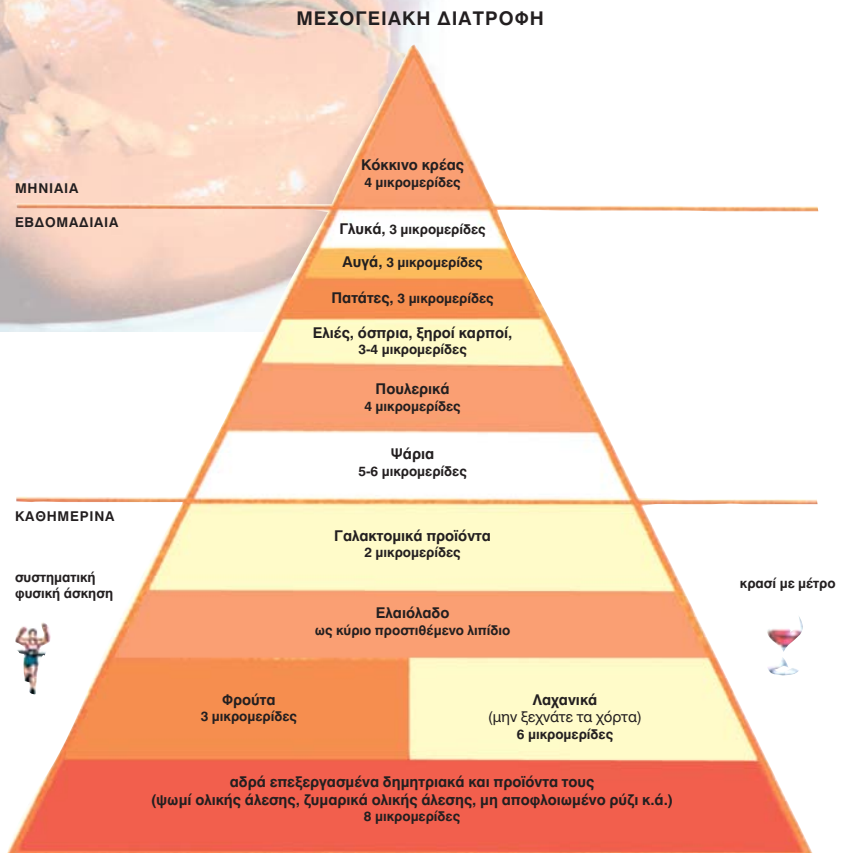 ΜΕΣΟΓΕΙΑΚΗ ΔΙΑΤΡΟΦΗ
Κόκκινο κρέας
4 μικρομερίδες
ΜΗΝΙΑΙΑ
ΕΒΔΟΜΑΔΙΑΙΑ
Γλυκά, 3 μικρομερίδες
Αυγά, 3 μικρομερίδες
Πατάτες, 3 μικρομερίδες
Ελιές, όσπρια, ξηροί καρποί,
3-4 μικρομερίδες
Πουλερικά
4 μικρομερίδες
Ψάρια
5-6 μικρομερίδες
ΚΑΘΗΜΕΡΙΝΑ
Γαλακτομικά προϊόντα
2 μικρομερίδες
συστηματική
φυσική άσκηση
κρασί με μέτρο
Ελαιόλαδο
ως κύριο προστιθέμενο λιπίδιο
Φρούτα
3 μικρομερίδες
Λαχανικά
(μην ξεχνάτε τα χόρτα)
6 μικρομερίδες
αδρά επεξεργασμένα δημητριακά και προϊόντα τους
(ψωμί ολικής άλεσης, ζυμαρικά ολικής άλεσης, μη αποφλοιωμένο ρύζι κ.ά.)
8 μικρομερίδες